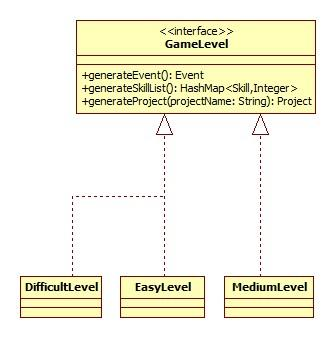 <<interface>>
GameLevel
+generateEvent(): Event
+generateSkillList(): HashMap<Skill,Integer>
+generateProject(projectName: String): Project
DifficultLevel
EasyLevel
MediumLevel